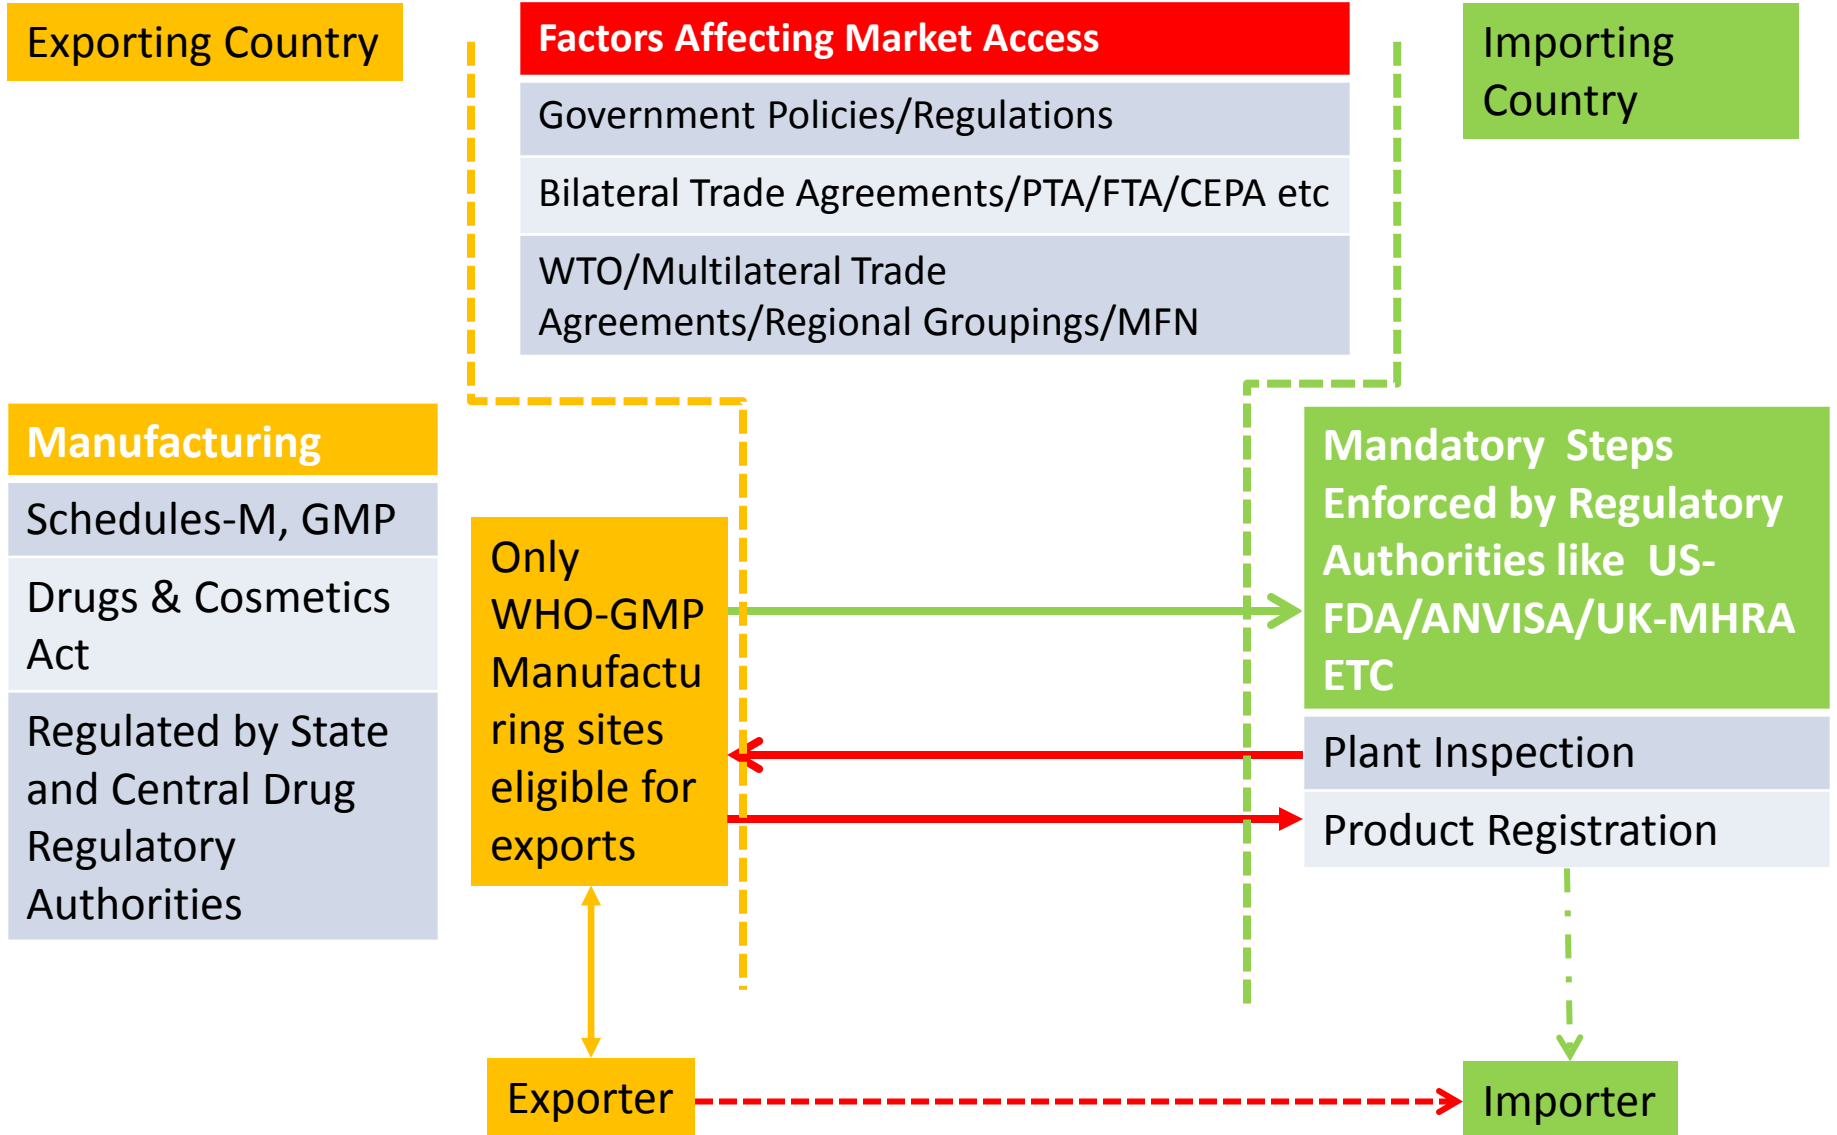 Exporting Country
Factors Affecting Market Access
Government Policies/Regulations
Bilateral Trade Agreements/PTA/FTA/CEPA etc
WTO/Multilateral Trade
Agreements/Regional Groupings/MFN
Importing
Country
Manufacturing
Schedules-M, GMP
Drugs & Cosmetics
Act
Regulated by State
and Central Drug
Regulatory
Authorities
Only
WHO-GMP
Manufactu
ring sites
eligible for
exports
Mandatory Steps
Enforced by Regulatory
Authorities like US-
FDA/ANVISA/UK-MHRA
ETC
Plant Inspection
Product Registration
Exporter
Importer